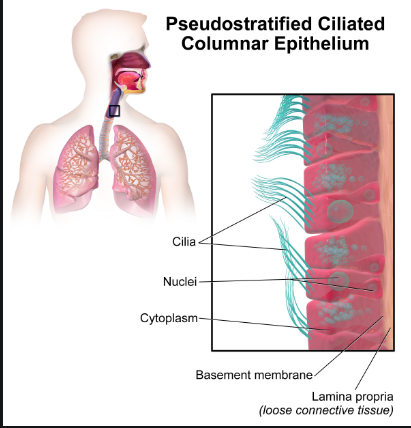 Pseudostratified Ciliated
Columnar Epithelium
Cilia
Nuclei
Cytoplasm
Basement membrane
Lamina propria
(loose connective tissue)